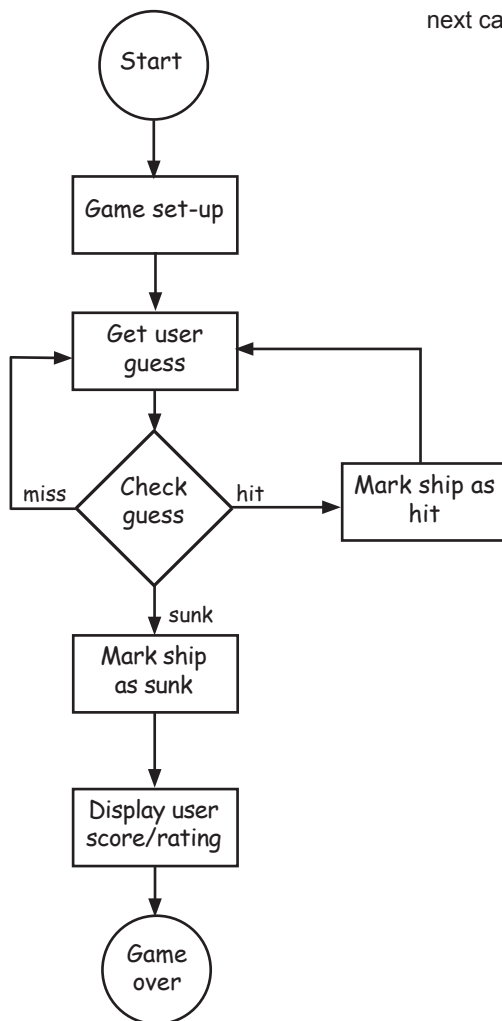 next ca
Start
Game set-up
Get user
guess
miss
Check
guess
hit
Mark ship as
hit
sunk
Mark ship
as sunk
Display user
score/rating
Game
over